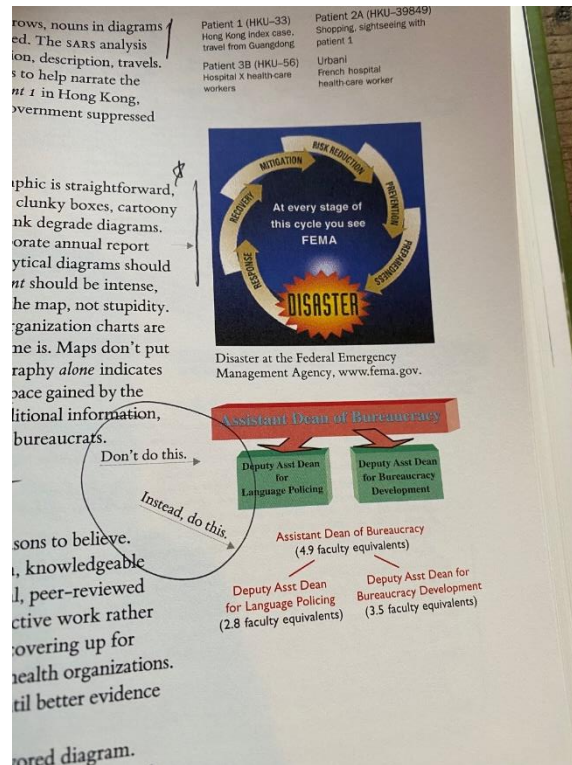 rows, nouns in diagrams
ed. The SARS analysis
ion, description, travels.
s to help narrate the
nt 1 in Hong Kong,
overnment suppressed
aphic is straightforward,
clunky boxes, cartoony
nk degrade diagrams.
orate annual report
ytical diagrams should
nt should be intense,
he map, not stupidity.
rganization charts are
me is. Maps don't put
raphy alone indicates
pace gained by the
ditional information,
bureaucrats.
Don't do this.
Instead, do this.
sons to believe.
, knowledgeable
l, peer-reviewed
ctive work rather
covering up for
health organizations.
til better evidence
ored diagram.
Patient 1 (HKU–33)
Hong Kong index case,
travel from Guangdong
Patient 2A (HKU–39849)
Shopping, sightseeing with
patient 1
Patient 3B (HKU–56)
Hospital X health-care
workers
Urbani
French hospital
health-care worker
RESPONSE
RECOVERY
MITIGATION
RISK REDUCTION
PREVENTION
PREPAREDNESS
At every stage of
this cycle you see
FEMA
DISASTER
Disaster at the Federal Emergency
Management Agency, www.fema.gov.
Assistant Dean of Bureaucracy
Deputy Asst Dean
for
Language Policing
Deputy Asst Dean
for Bureaucracy
Development
Assistant Dean of Bureaucracy
(4.9 faculty equivalents)
Deputy Asst Dean
for Language Policing
(2.8 faculty equivalents)
Deputy Asst Dean for
Bureaucracy Development
(3.5 faculty equivalents)